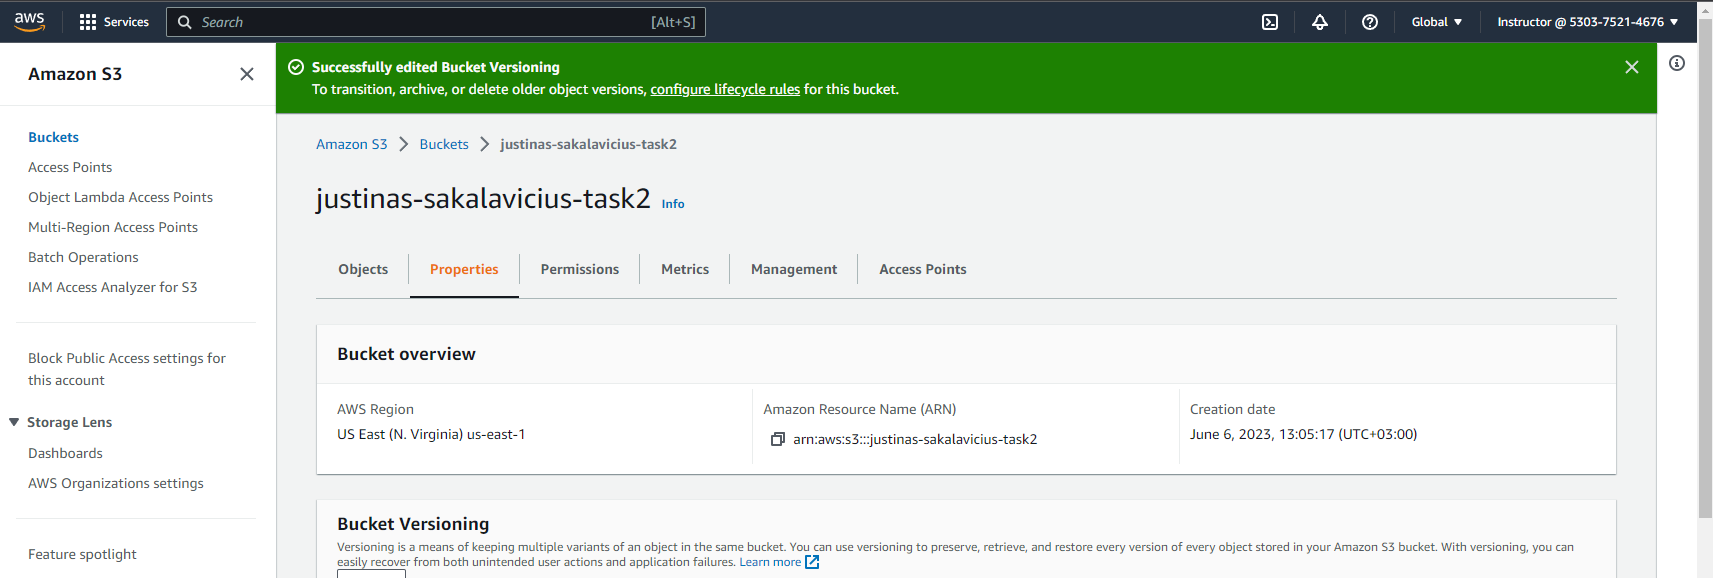 aws
Services
Search
[Alt+S]
Global
Instructor @ 5303-7521-4676
Amazon S3
Buckets
Access Points
Object Lambda Access Points
Multi-Region Access Points
Batch Operations
IAM Access Analyzer for S3
Block Public Access settings for
this account
Storage Lens
Dashboards
AWS Organizations settings
Feature spotlight
Successfully edited Bucket Versioning
To transition, archive, or delete older object versions, configure lifecycle rules for this bucket.
Amazon S3 > Buckets > justinas-sakalavicius-task2
justinas-sakalavicius-task2 Info
Objects
Properties
Permissions
Metrics
Management
Access Points
Bucket overview
AWS Region
US East (N. Virginia) us-east-1
Amazon Resource Name (ARN)
arn:aws:s3:::justinas-sakalavicius-task2
Creation date
June 6, 2023, 13:05:17 (UTC+03:00)
Bucket Versioning
Versioning is a means of keeping multiple variants of an object in the same bucket. You can use versioning to preserve, retrieve, and restore every version of every object stored in your Amazon S3 bucket. With versioning, you can
easily recover from both unintended user actions and application failures. Learn more